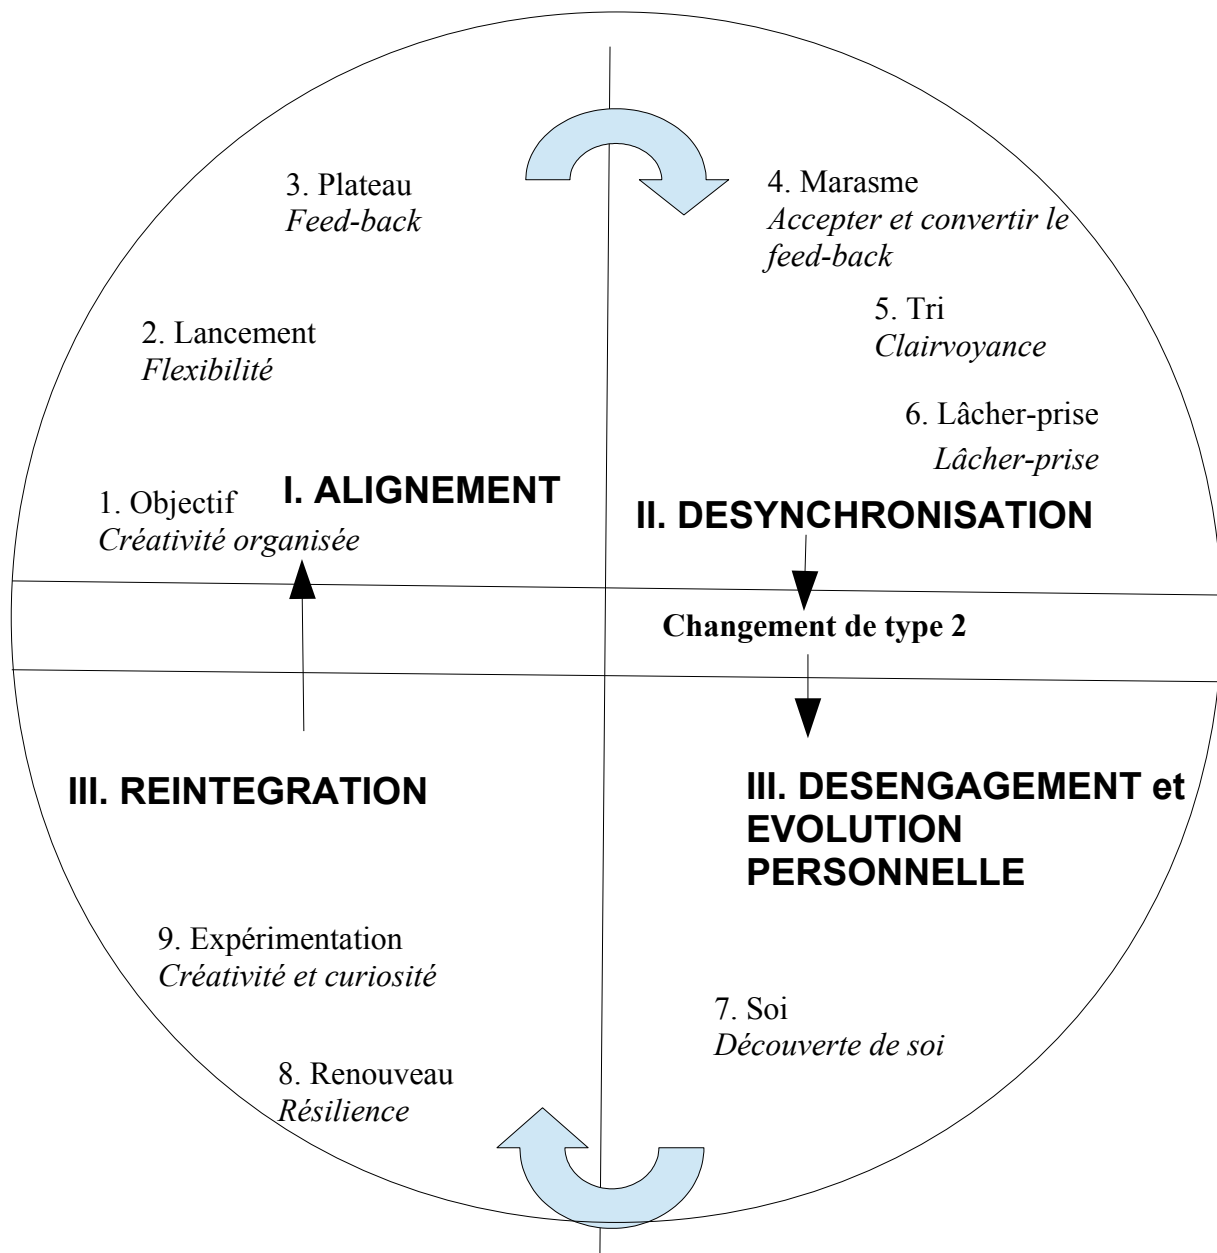 3. Plateau
Feed-back
4. Marasme
Accepter et convertir le
feed-back
2. Lancement
Flexibilité
5. Tri
Clairvoyance
6. Lâcher-prise
Lâcher-prise
1. Objectif
Créativité organisée
I. ALIGNEMENT
II. DESYNCHRONISATION
Changement de type 2
III. REINTEGRATION
III. DESENGAGEMENT et
EVOLUTION
PERSONNELLE
9. Expérimentation
Créativité et curiosité
7. Soi
Découverte de soi
8. Renouveau
Résilience